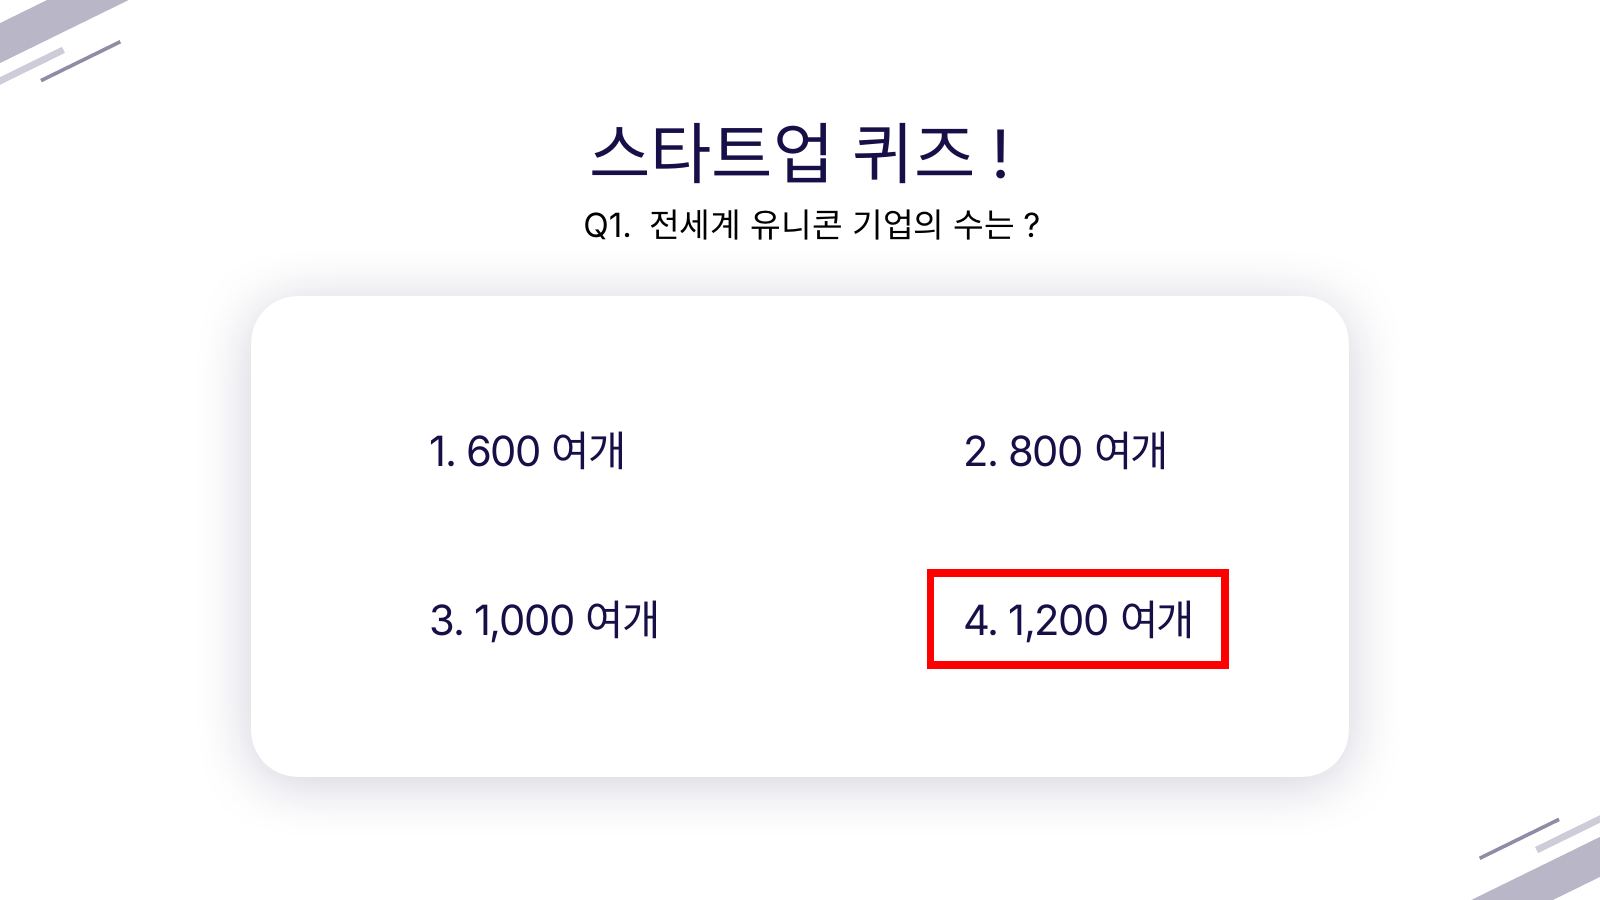 스타트업 퀴즈 !
Q1. 전세계 유니콘 기업의 수는 ?
1. 600 여개
2. 800 여개
3. 1,000 여개
4. 1,200 여개